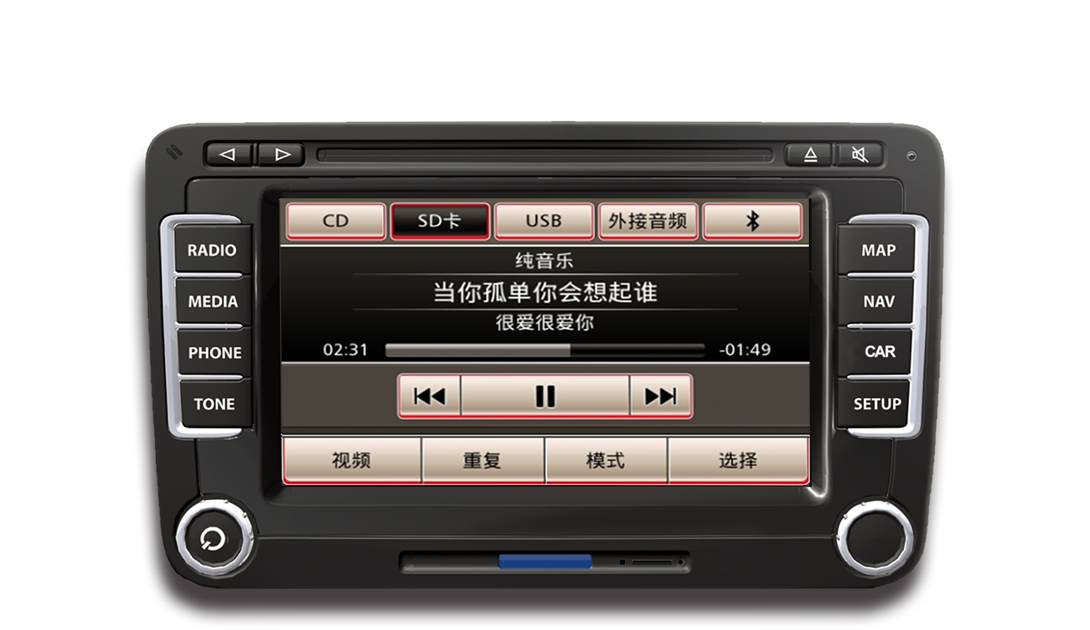 CD SD卡 USB 外接音频
纯音乐
当你孤单你会想起谁
很爱很爱你
02:31 -01:49
视频 重复 模式 选择
RADIO
MEDIA
PHONE
TONE
MAP
NAV
CAR
SETUP